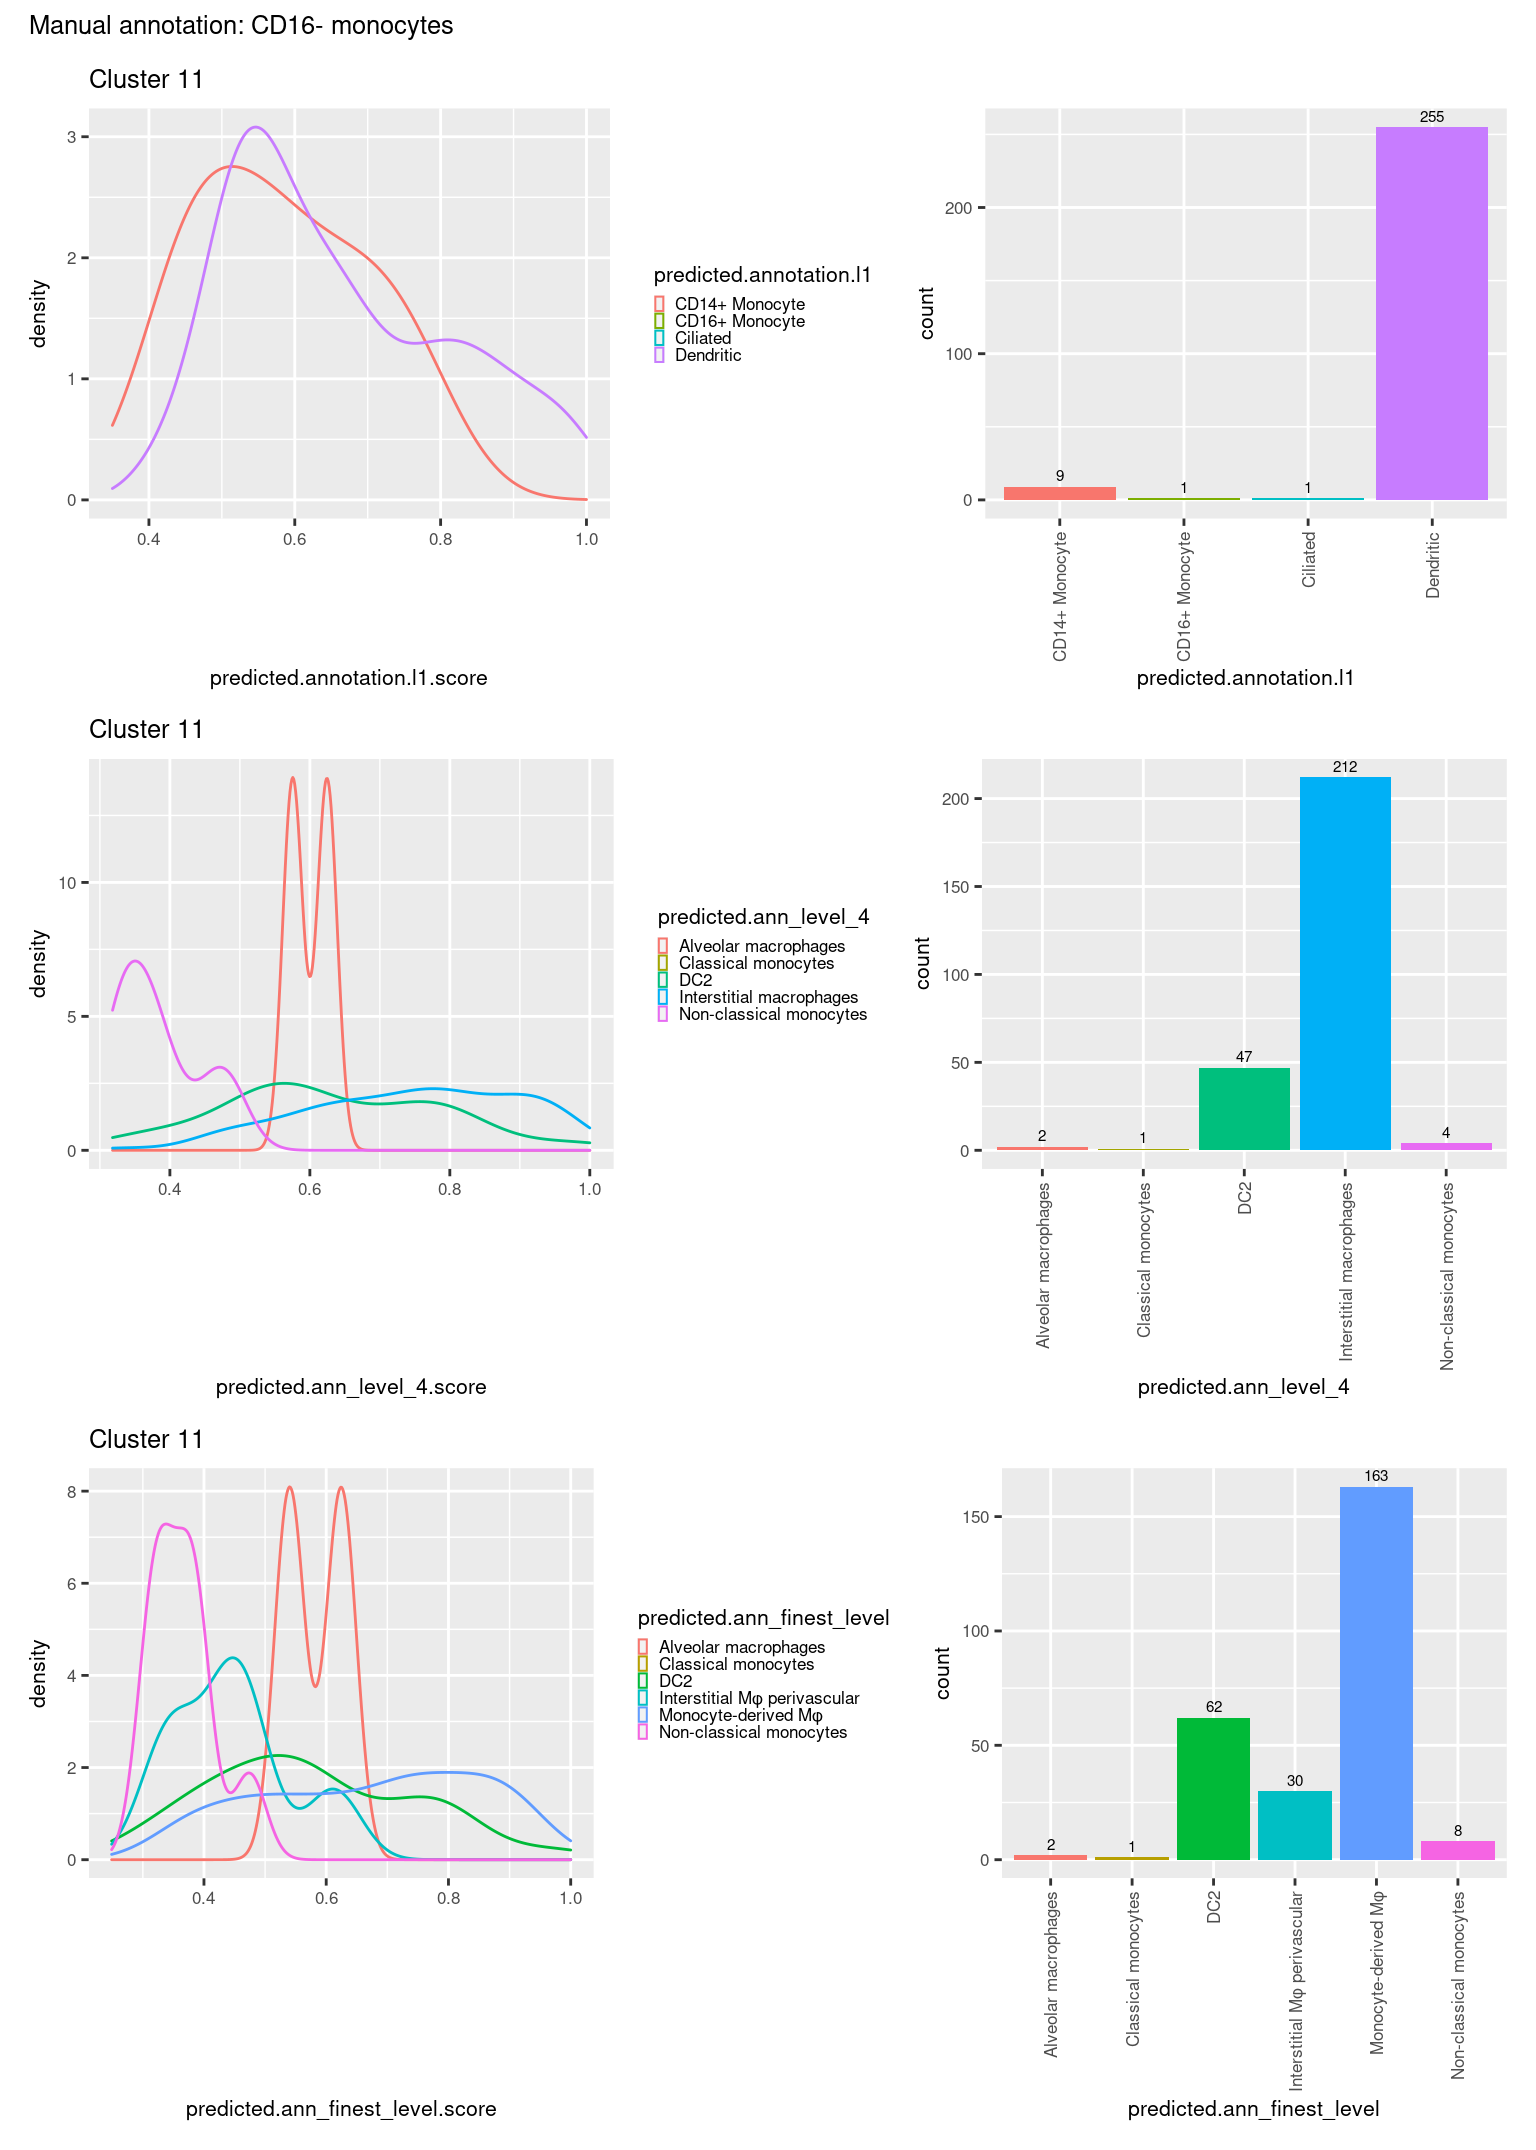 Manual annotation: CD16- monocytes
Cluster 11
density
3
2
1
0
0.4
0.6
0.8
1.0
predicted.annotation.l1.score
predicted.annotation.l1
CD14+ Monocyte
CD16+ Monocyte
Ciliated
Dendritic
count
200
100
0
9
1
1
255
CD14+ Monocyte
CD16+ Monocyte
Ciliated
Dendritic
predicted.annotation.l1
Cluster 11
density
10
5
0
0.4
0.6
0.8
1.0
predicted.ann_level_4.score
predicted.ann_level_4
Alveolar macrophages
Classical monocytes
DC2
Interstitial macrophages
Non-classical monocytes
count
200
150
100
50
0
2
1
47
212
4
Alveolar macrophages
Classical monocytes
DC2
Interstitial macrophages
Non-classical monocytes
predicted.ann_level_4
Cluster 11
density
8
6
4
2
0
0.4
0.6
0.8
1.0
predicted.ann_finest_level.score
predicted.ann_finest_level
Alveolar macrophages
Classical monocytes
DC2
Interstitial Mφ perivascular
Monocyte-derived Mφ
Non-classical monocytes
count
150
100
50
0
2
1
62
30
163
8
Alveolar macrophages
Classical monocytes
DC2
Interstitial Mφ perivascular
Monocyte-derived Mφ
Non-classical monocytes
predicted.ann_finest_level